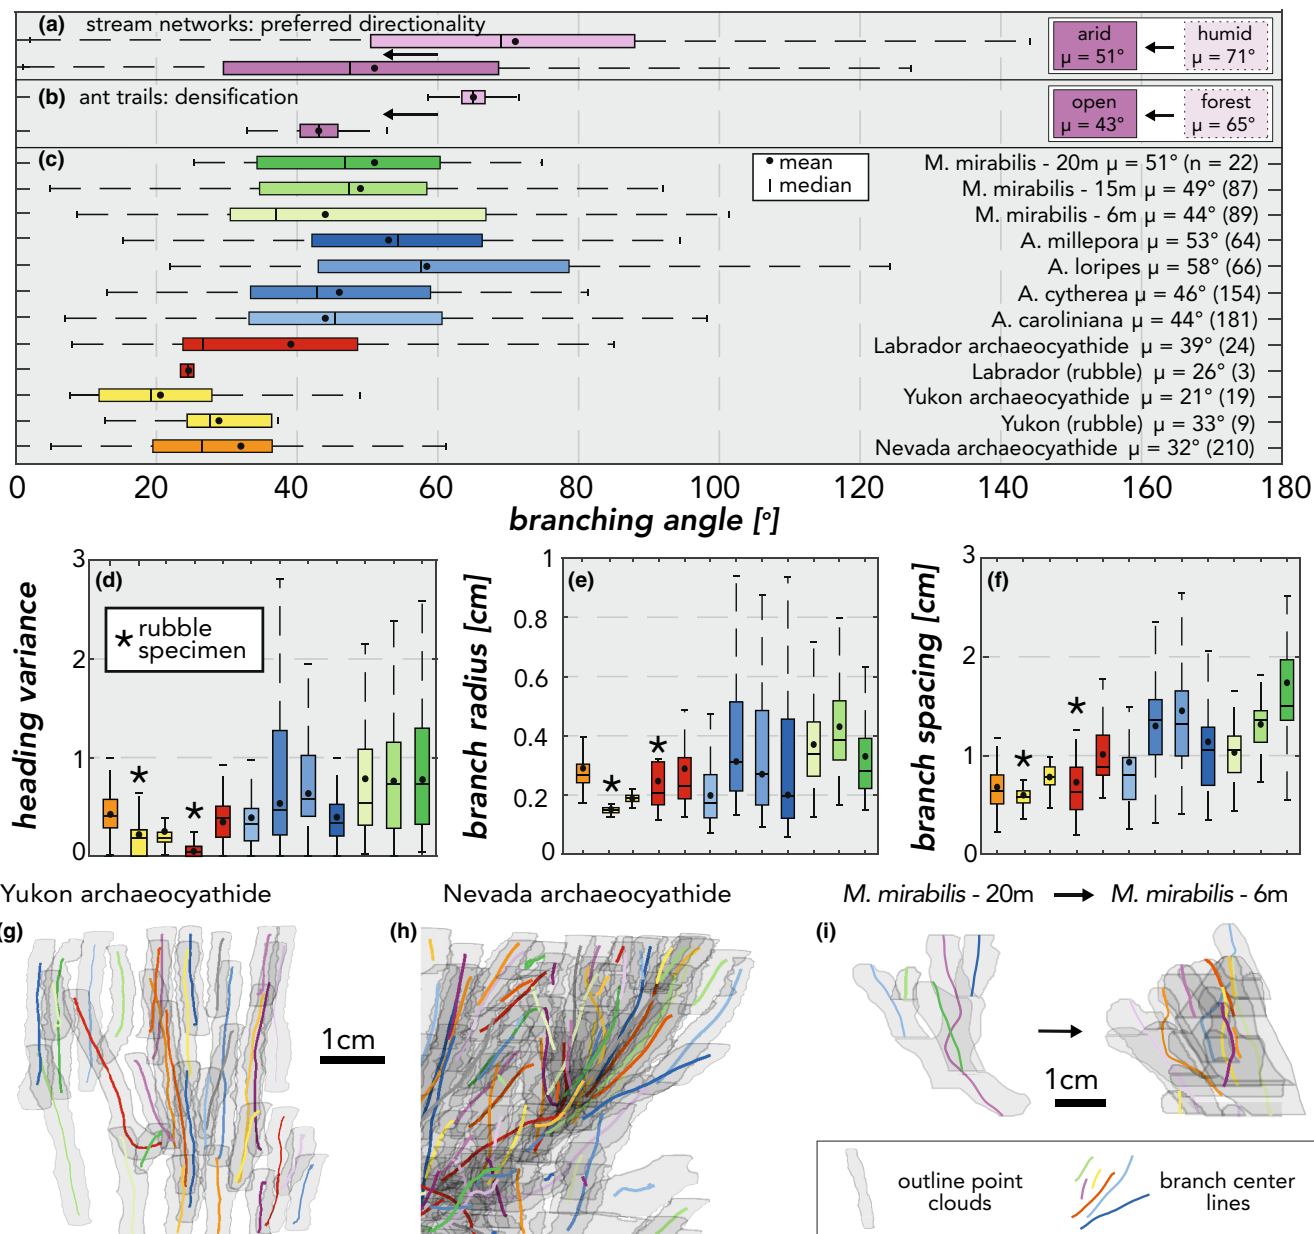 (a) stream networks: preferred directionality
arid
μ = 51°
humid
μ = 71°
(b) ant trails: densification
open
μ = 43°
forest
μ = 65°
(c)
mean
median
M. mirabilis - 20m μ = 51° (n = 22)
M. mirabilis - 15m μ = 49° (87)
M. mirabilis - 6m μ = 44° (89)
A. millepora μ = 53° (64)
A. loripes μ = 58° (66)
A. cytherea μ = 46° (154)
A. caroliniana μ = 44° (181)
Labrador archaeocyathide μ = 39° (24)
Labrador (rubble) μ = 26° (3)
Yukon archaeocyathide μ = 21° (19)
Yukon (rubble) μ = 33° (9)
Nevada archaeocyathide μ = 32° (210)
0 20 40 60 80 100 120 140 160 180
branching angle [°]
(d)
heading variance
3
2
1
0
* rubble
specimen
*
*
(e)
branch radius [cm]
1
0.8
0.6
0.4
0.2
0
*
*
(f)
branch spacing [cm]
3
2
1
0
*
*
Yukon archaeocyathide
Nevada archaeocyathide
M. mirabilis - 20m → M. mirabilis - 6m
(g)
1cm
(h)
(i)
1cm
outline point
clouds
branch center
lines